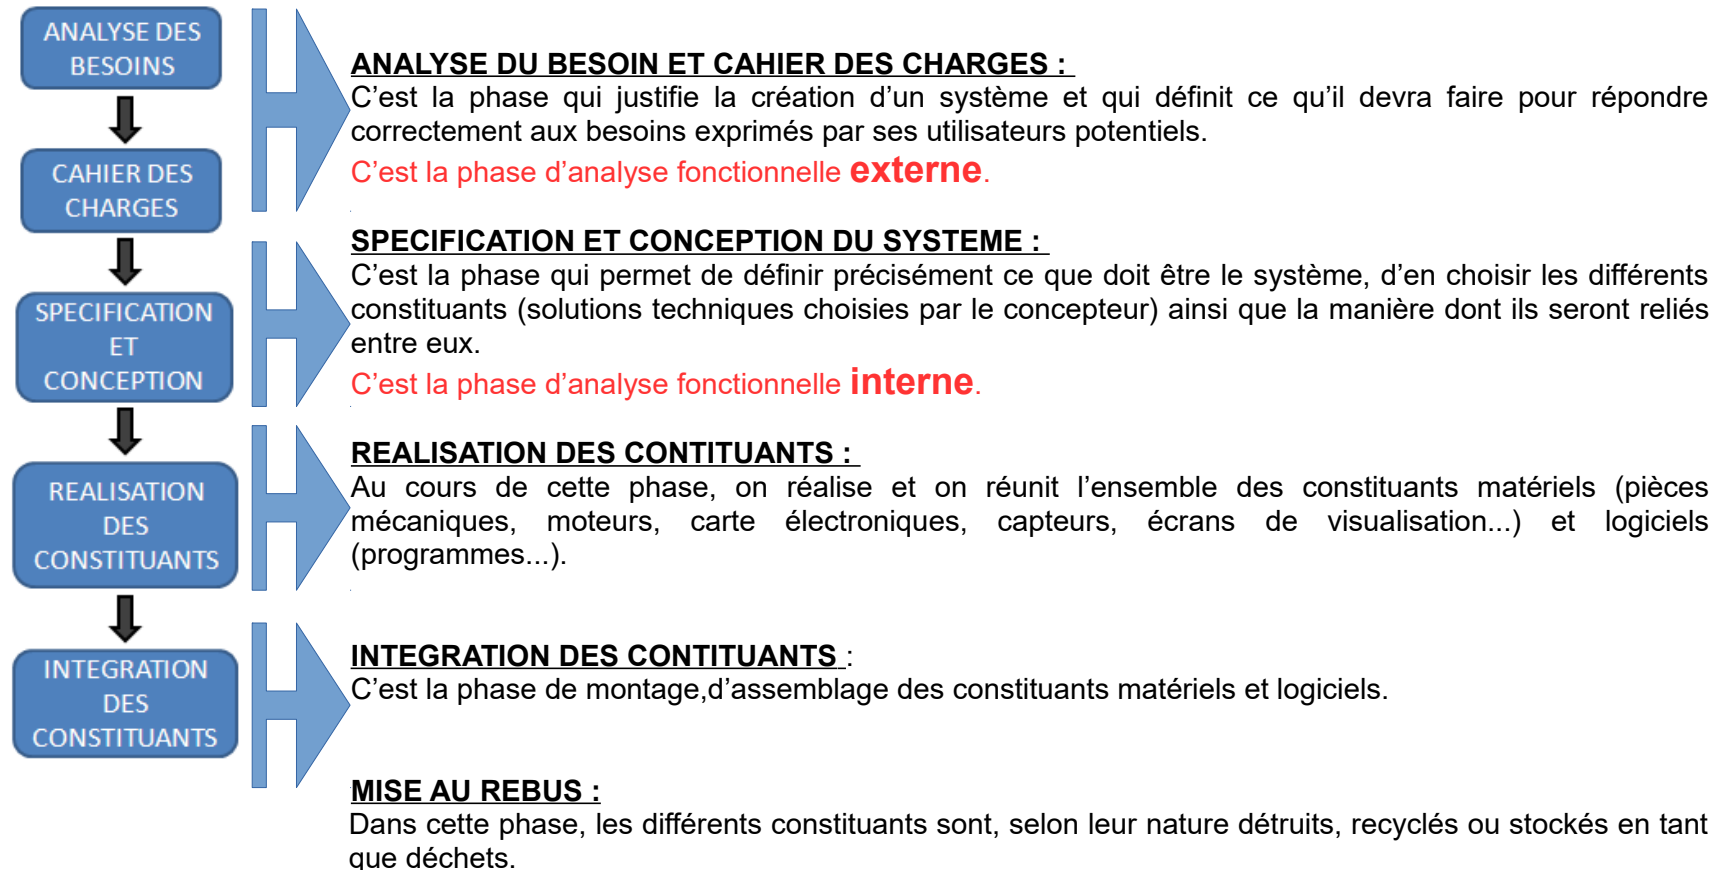 ANALYSE DES
BESOINS
CAHIER DES
CHARGES
SPECIFICATION
ET
CONCEPTION
REALISATION
DES
CONSTITUANTS
INTEGRATION
DES
CONSTITUANTS
ANALYSE DU BESOIN ET CAHIER DES CHARGES :
C’est la phase qui justifie la création d’un système et qui définit ce qu’il devra faire pour répondre
correctement aux besoins exprimés par ses utilisateurs potentiels.
C’est la phase d’analyse fonctionnelle externe.
SPECIFICATION ET CONCEPTION DU SYSTEME :
C’est la phase qui permet de définir précisément ce que doit être le système, d’en choisir les différents
constituants (solutions techniques choisies par le concepteur) ainsi que la manière dont ils seront reliés
entre eux.
C’est la phase d’analyse fonctionnelle interne.
REALISATION DES CONTITUANTS :
Au cours de cette phase, on réalise et on réunit l’ensemble des constituants matériels (pièces
mécaniques, moteurs, carte électroniques, capteurs, écrans de visualisation...) et logiciels
(programmes...).
INTEGRATION DES CONTITUANTS :
C’est la phase de montage,d’assemblage des constituants matériels et logiciels.
MISE AU REBUS :
Dans cette phase, les différents constituants sont, selon leur nature détruits, recyclés ou stockés en tant
que déchets.